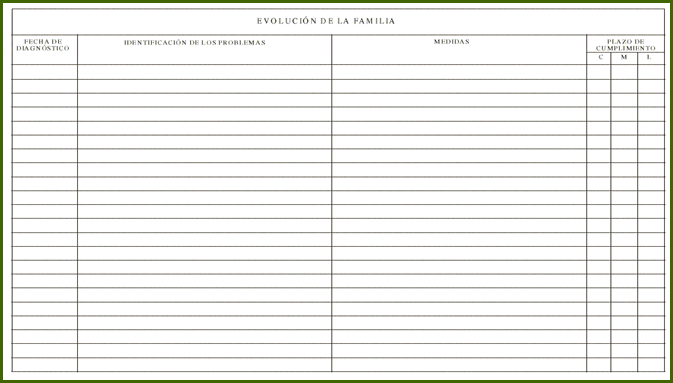 EVOLUCIÓN DE LA FAMILIA
FECHA DE
DIAGNÓSTICO
IDENTIFICACIÓN DE LOS PROBLEMAS
MEDIDAS
PLAZO DE
CUMPLIMIENTO
C M L